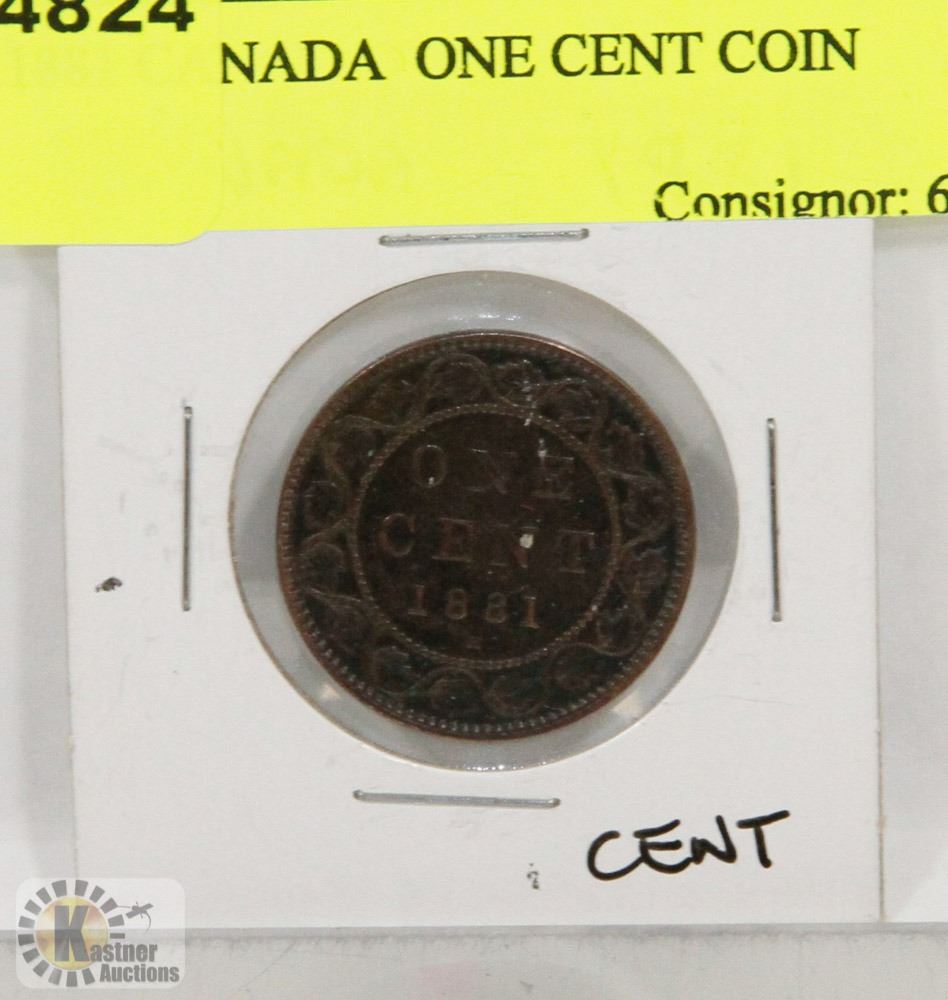 4824
NADA ONE CENT COIN
Consignor: 6
ONE
CENT
1881
H
CENT
Kastner
Auctions